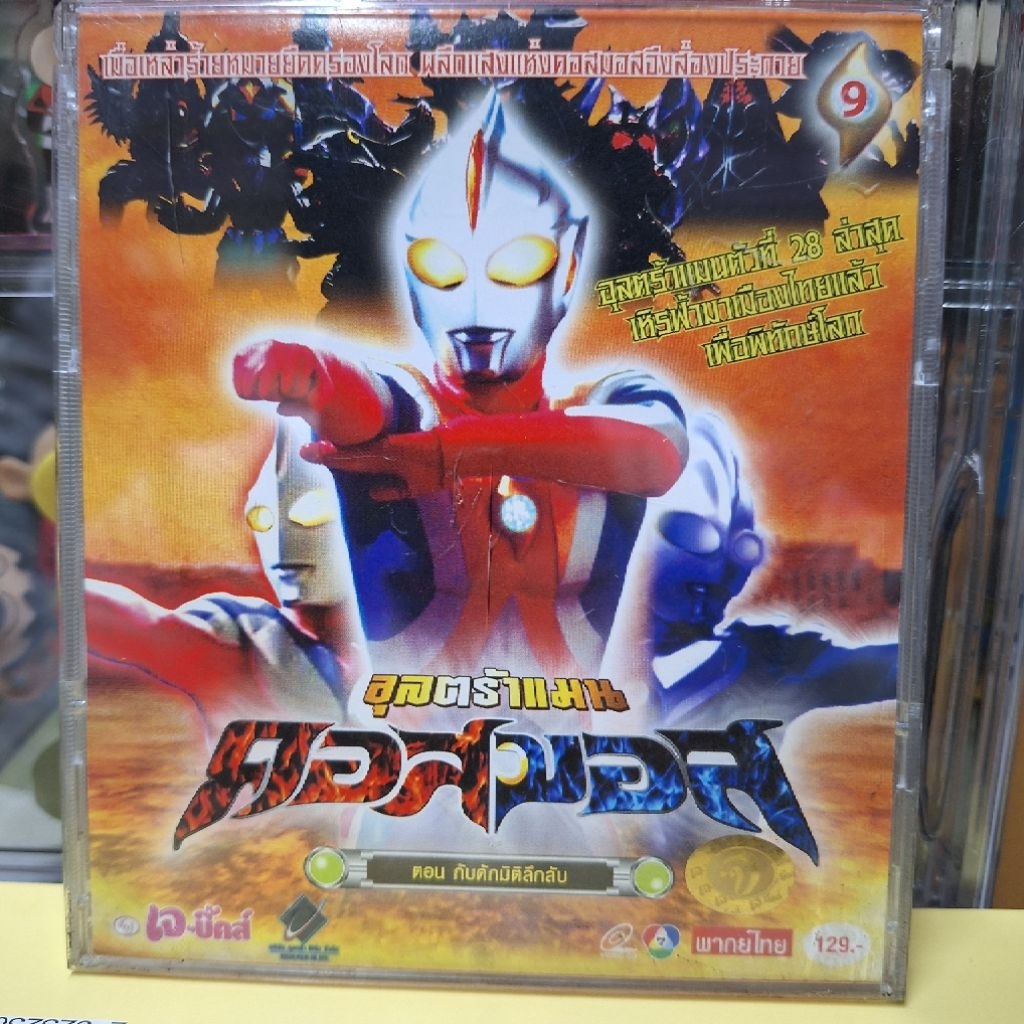 เมื่อเหล่าร้ายหมายยึดครองโลก ผลึกแสงแห่งคอสมอสจึงส่องประกาย
9
อุลตร้าแมนตัวที่ 28 ล่าสุด
เหิรฟ้ามาเมืองไทยแล้ว
เพื่อพิทักษ์โลก
อุลตร้าแมน
คอสมอส
ตอน กับดักมิติลึกลับ
เจ-บิ๊คส์
7
พากย์ไทย
129.-